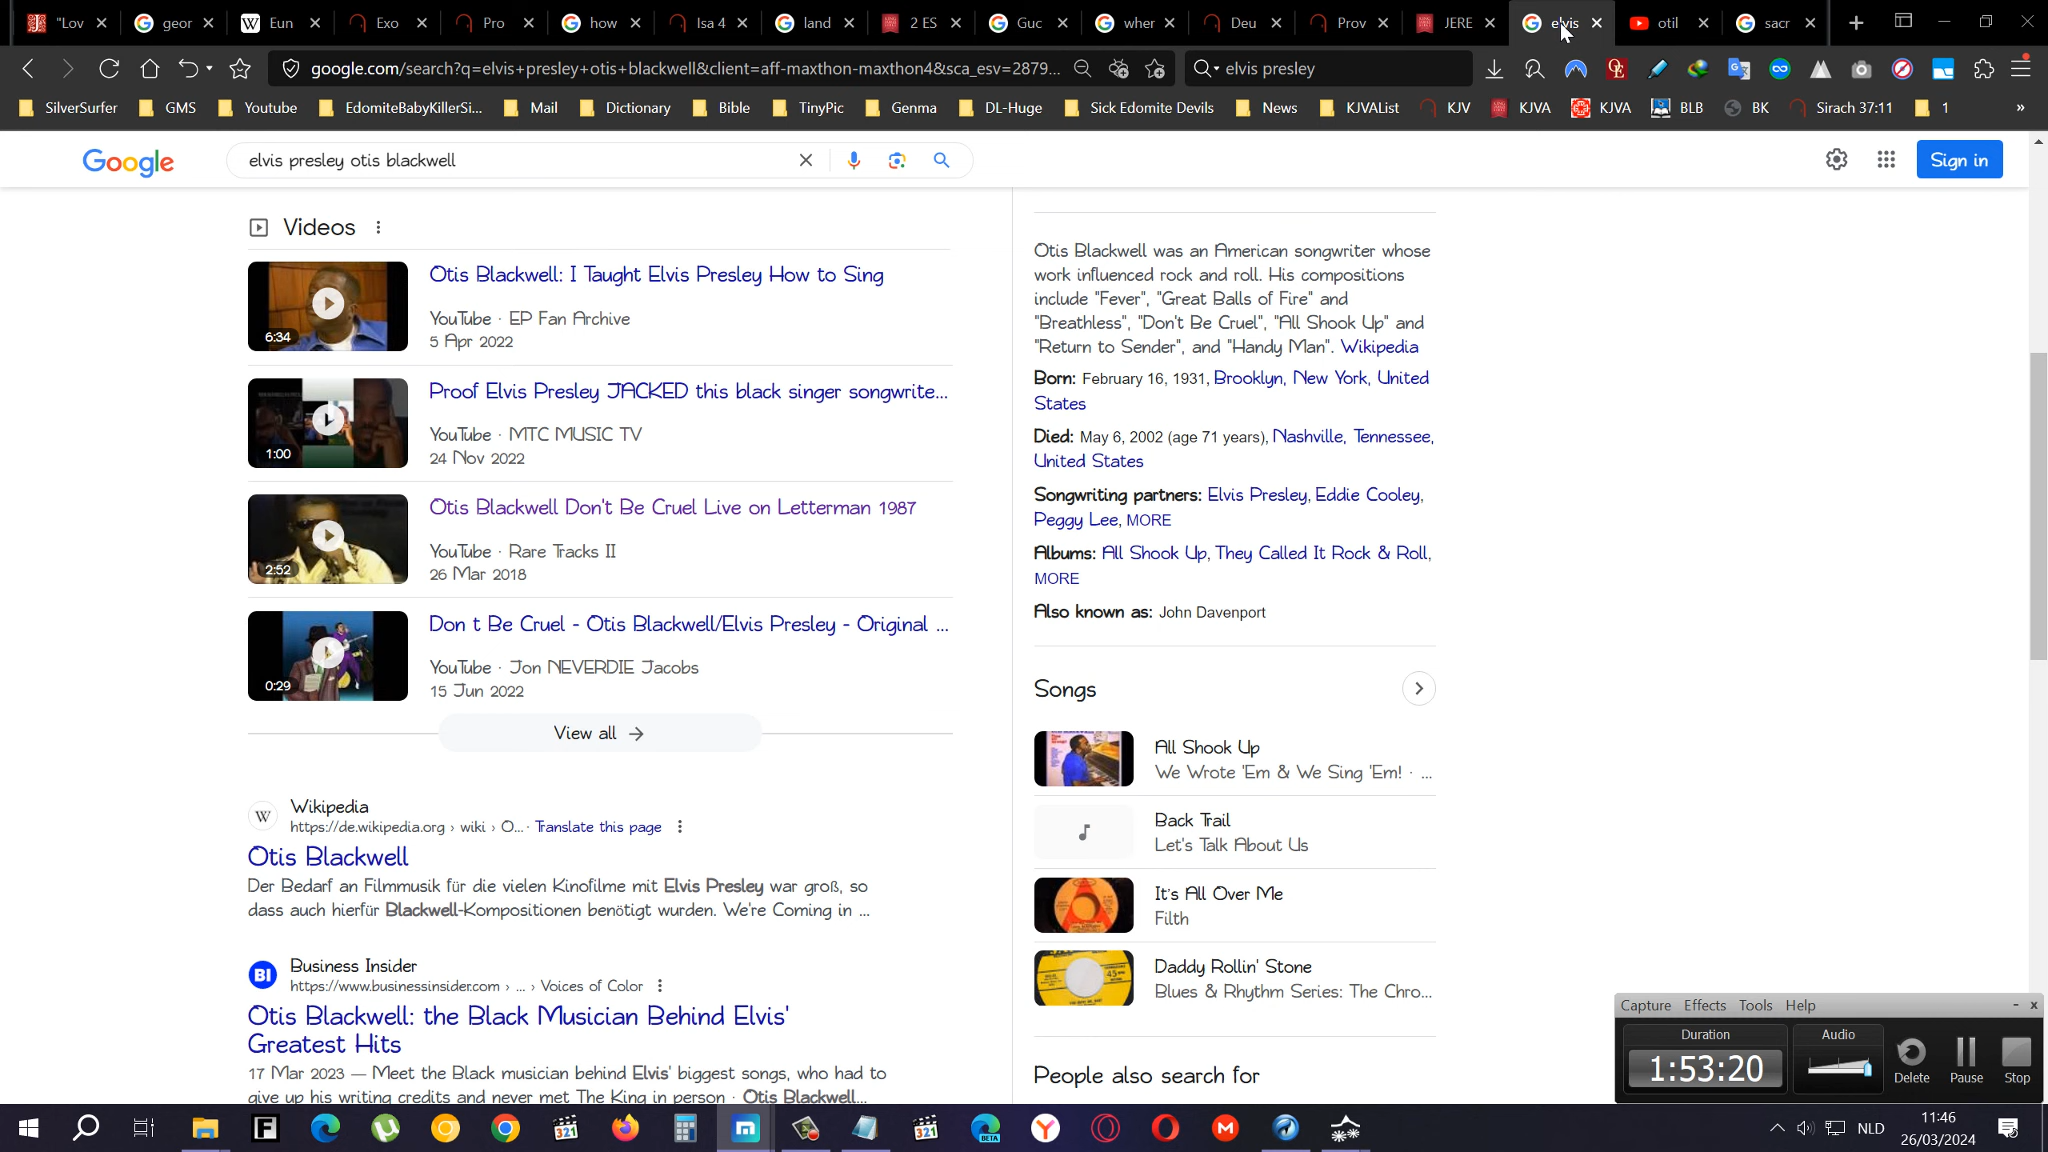 "Lov
geor
Eun
Exo
Pro
how
Isa 4
land
2 ES
Guc
wher
Deu
Prov
JERE
elvis
otil
sacr
google.com/search?q=elvis+presley+otis+blackwell&client=aff-maxthon-maxthon4&sca_esv=2879...
elvis presley
SilverSurfer
GMS
Youtube
EdomiteBabyKillerSi...
Mail
Dictionary
Bible
TinyPic
Genma
DL-Huge
Sick Edomite Devils
News
KJVAList
KJV
KJVA
KJVA
BLB
BK
Sirach 37:11
1
»
Google
elvis presley otis blackwell
Sign in
Videos
6:34
Otis Blackwell: I Taught Elvis Presley How to Sing
YouTube · EP Fan Archive
5 Apr 2022
1:00
Proof Elvis Presley JACKED this black singer songwrite...
YouTube · MTC MUSIC TV
24 Nov 2022
2:52
Otis Blackwell Don't Be Cruel Live on Letterman 1987
YouTube · Rare Tracks II
26 Mar 2018
0:29
Don t Be Cruel - Otis Blackwell/Elvis Presley - Original ...
YouTube · Jon NEVERDIE Jacobs
15 Jun 2022
View all →
W
Wikipedia
https://de.wikipedia.org › wiki › O... · Translate this page
Otis Blackwell
Der Bedarf an Filmmusik für die vielen Kinofilme mit Elvis Presley war groß, so
dass auch hierfür Blackwell-Kompositionen benötigt wurden. We're Coming in ...
BI
Business Insider
https://www.businessinsider.com › ... › Voices of Color
Otis Blackwell: the Black Musician Behind Elvis'
Greatest Hits
17 Mar 2023 — Meet the Black musician behind Elvis' biggest songs, who had to
give up his writing credits and never met The King in person · Otis Blackwell...
Otis Blackwell was an American songwriter whose
work influenced rock and roll. His compositions
include "Fever", "Great Balls of Fire" and
"Breathless", "Don't Be Cruel", "All Shook Up" and
"Return to Sender", and "Handy Man". Wikipedia
Born: February 16, 1931, Brooklyn, New York, United
States
Died: May 6, 2002 (age 71 years), Nashville, Tennessee,
United States
Songwriting partners: Elvis Presley, Eddie Cooley,
Peggy Lee, MORE
Albums: All Shook Up, They Called It Rock & Roll,
MORE
Also known as: John Davenport
Songs
All Shook Up
We Wrote 'Em & We Sing 'Em! · ...
Back Trail
Let's Talk About Us
It's All Over Me
Filth
Daddy Rollin' Stone
Blues & Rhythm Series: The Chro...
People also search for
Capture Effects Tools Help
Duration
Audio
1:53:20
Delete
Pause
Stop
NLD
11:46
26/03/2024